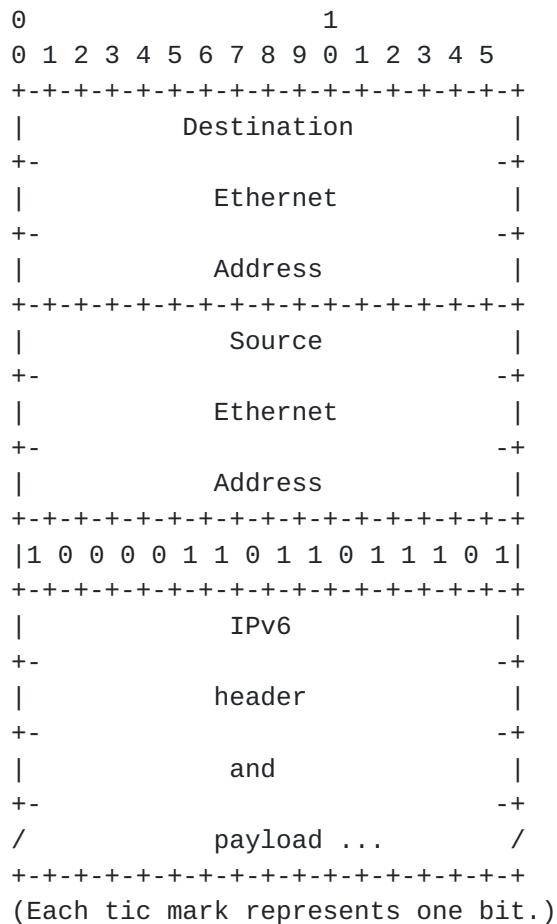 0                   1
0 1 2 3 4 5 6 7 8 9 0 1 2 3 4 5
+-+-+-+-+-+-+-+-+-+-+-+-+-+-+-+-+
|          Destination          |
+-                             -+
|            Ethernet           |
+-                             -+
|            Address            |
+-+-+-+-+-+-+-+-+-+-+-+-+-+-+-+-+
|             Source            |
+-                             -+
|            Ethernet           |
+-                             -+
|            Address            |
+-+-+-+-+-+-+-+-+-+-+-+-+-+-+-+-+
|1 0 0 0 0 1 1 0 1 1 0 1 1 1 0 1|
+-+-+-+-+-+-+-+-+-+-+-+-+-+-+-+-+
|             IPv6              |
+-                             -+
|            header             |
+-                             -+
|             and               |
+-                             -+
/            payload ...        /
+-+-+-+-+-+-+-+-+-+-+-+-+-+-+-+-+
(Each tic mark represents one bit.)